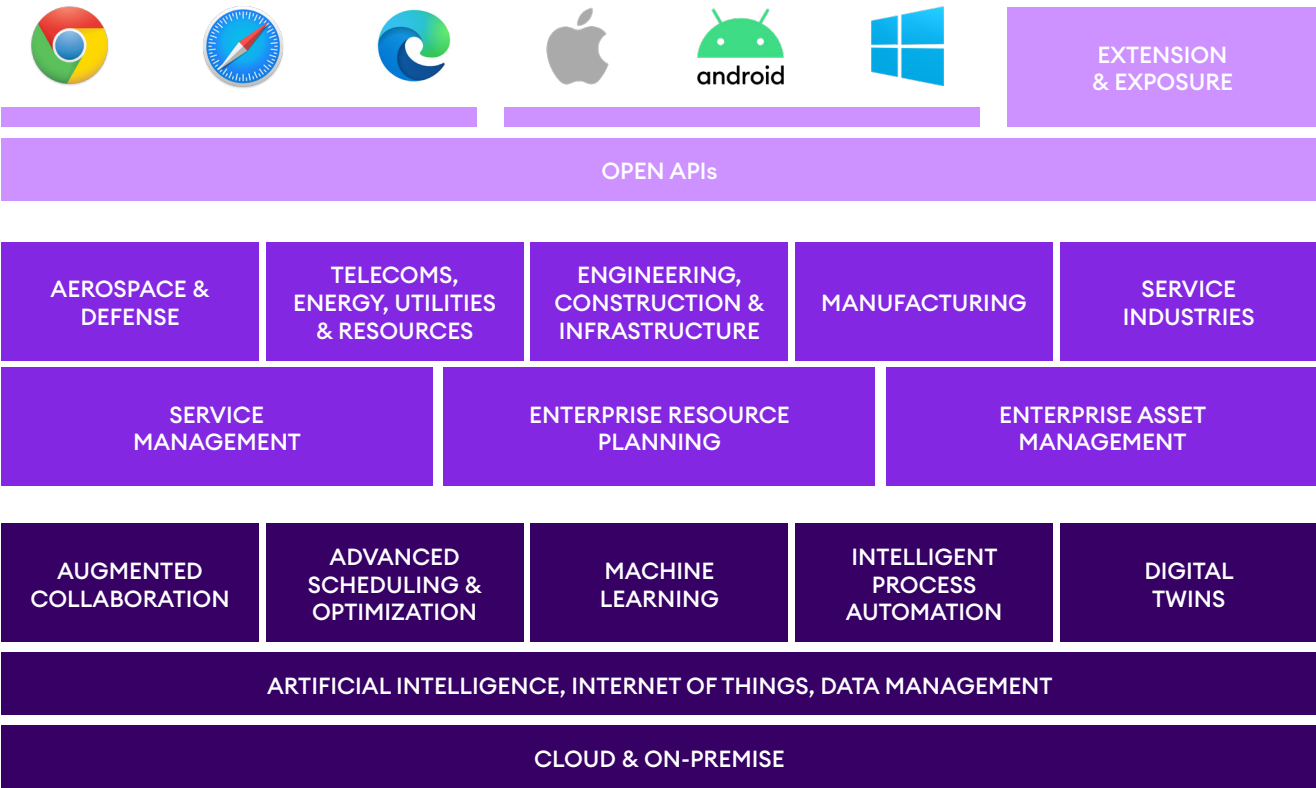 android
EXTENSION
& EXPOSURE
OPEN APIs
AEROSPACE &
DEFENSE
TELECOMS,
ENERGY, UTILITIES
& RESOURCES
ENGINEERING,
CONSTRUCTION &
INFRASTRUCTURE
MANUFACTURING
SERVICE
INDUSTRIES
SERVICE
MANAGEMENT
ENTERPRISE RESOURCE
PLANNING
ENTERPRISE ASSET
MANAGEMENT
AUGMENTED
COLLABORATION
ADVANCED
SCHEDULING &
OPTIMIZATION
MACHINE
LEARNING
INTELLIGENT
PROCESS
AUTOMATION
DIGITAL
TWINS
ARTIFICIAL INTELLIGENCE, INTERNET OF THINGS, DATA MANAGEMENT
CLOUD & ON-PREMISE